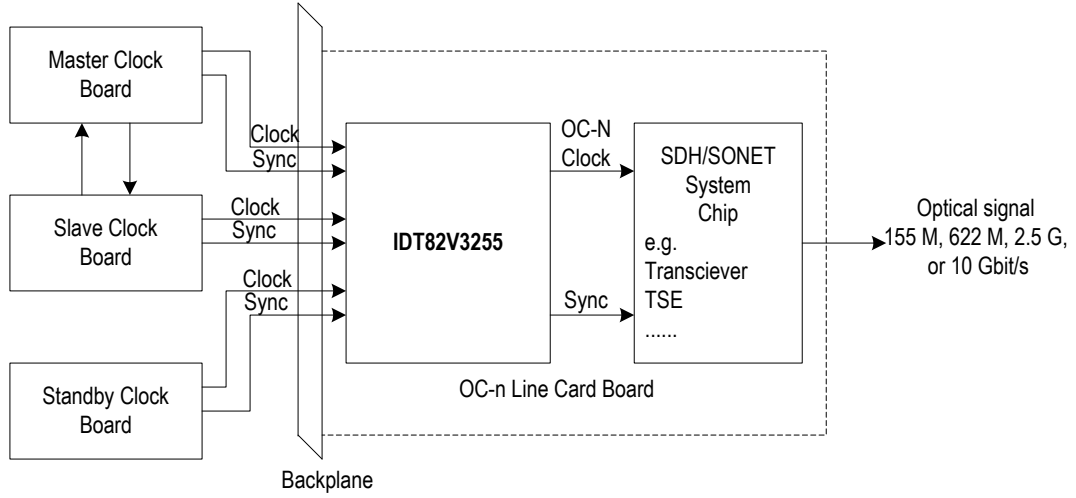 Master Clock
Board
Slave Clock
Board
Standby Clock
Board
Clock
Sync
Clock
Sync
Clock
Sync
Backplane
IDT82V3255
OC-N
Clock
Sync
SDH/SONET
System
Chip
e.g.
Transciever
TSE
......
OC-n Line Card Board
Optical signal
155 M, 622 M, 2.5 G,
or 10 Gbit/s